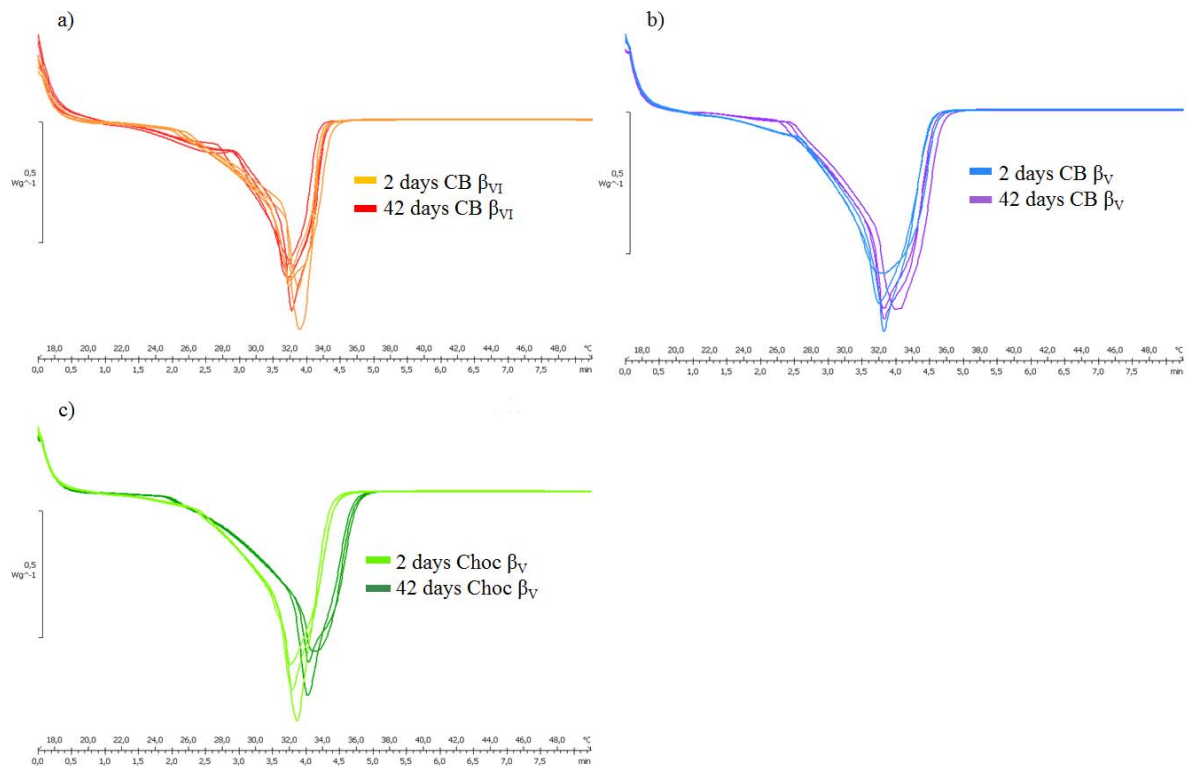 a)
0,5
Wg^-1
2 days CB βVI
42 days CB βVI
18,0 20,0 22,0 24,0 26,0 28,0 30,0 32,0 34,0 36,0 38,0 40,0 42,0 44,0 46,0 48,0 °C
0,0 0,5 1,0 1,5 2,0 2,5 3,0 3,5 4,0 4,5 5,0 5,5 6,0 6,5 7,0 7,5 min
b)
0,5
Wg^-1
2 days CB βV
42 days CB βV
18,0 20,0 22,0 24,0 26,0 28,0 30,0 32,0 34,0 36,0 38,0 40,0 42,0 44,0 46,0 48,0 °C
0,0 0,5 1,0 1,5 2,0 2,5 3,0 3,5 4,0 4,5 5,0 5,5 6,0 6,5 7,0 7,5 min
c)
0,5
Wg^-1
2 days Choc βV
42 days Choc βV
18,0 20,0 22,0 24,0 26,0 28,0 30,0 32,0 34,0 36,0 38,0 40,0 42,0 44,0 46,0 48,0 °C
0,0 0,5 1,0 1,5 2,0 2,5 3,0 3,5 4,0 4,5 5,0 5,5 6,0 6,5 7,0 7,5 min